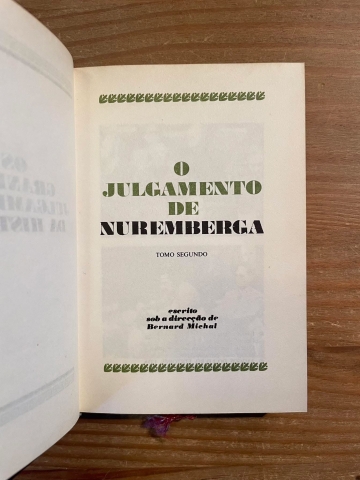 O
JULGAMENTO
DE
NUREMBERGA
TOMO SEGUNDO
escrito
sob a direcção de
Bernard Michal